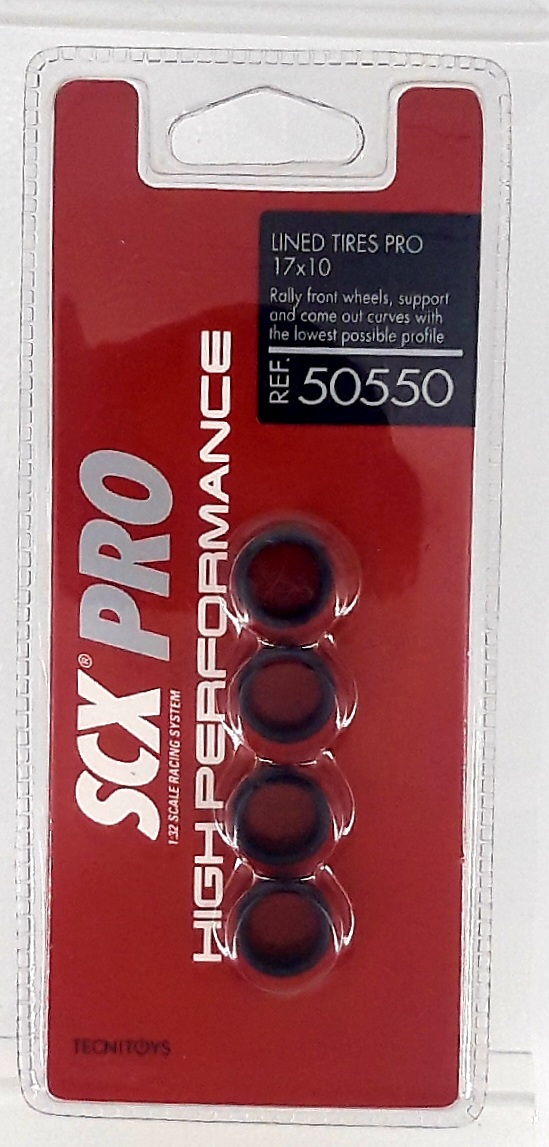 LINED TIRES PRO
17x10
Rally front wheels, support
and come out curves with
the lowest possible profile
REF. 50550
SCX® PRO
1:32 SCALE RACING SYSTEM
HIGH PERFORMANCE
TECNITOYS